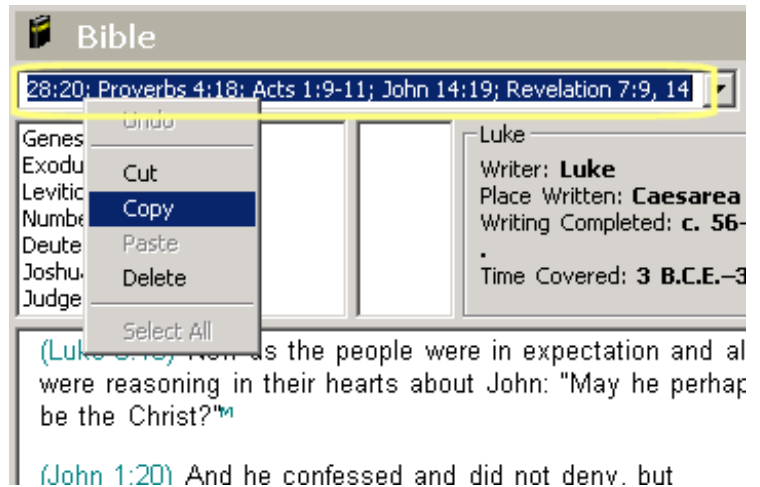 Bible
28:20; Proverbs 4:18; Acts 1:9-11; John 14:19; Revelation 7:9, 14
Undo
Cut
Copy
Paste
Delete
Select All
Genes
Exodu
Levitic
Numbe
Deute
Joshu
Judge
Luke
Writer: Luke
Place Written: Caesarea
Writing Completed: c. 56-
.
Time Covered: 3 B.C.E.–3
(Luk as the people were in expectation and al
were reasoning in their hearts about John: "May he perhap
be the Christ?"
(John 1:20) And he confessed and did not deny, but